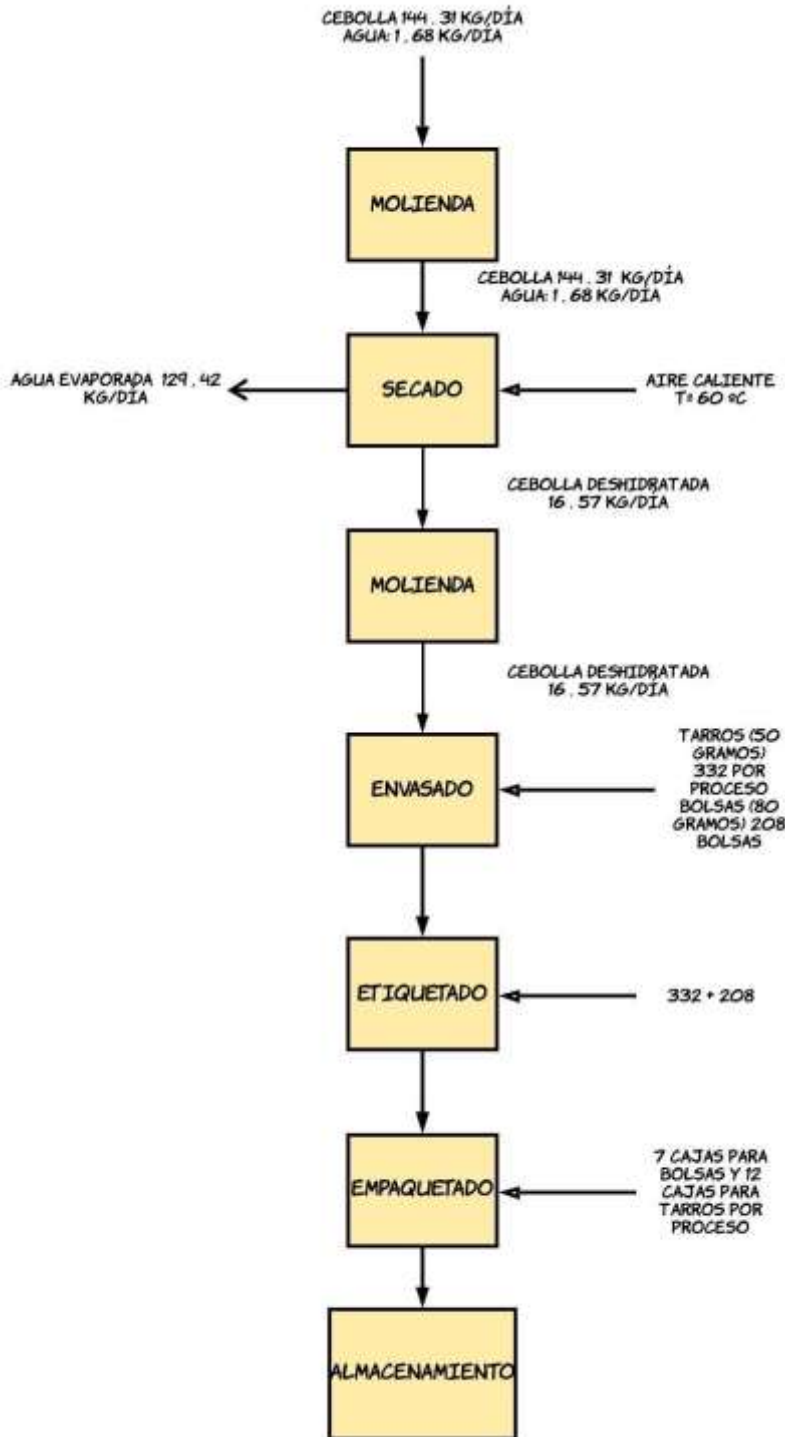 CEBOLLA 144.31 KG/DÍA
AGUA: 1,68 KG/DÍA
MOLIENDA
CEBOLLA 144.31 KG/DÍA
AGUA: 1,68 KG/DÍA
AGUA EVAPORADA 129,42
KG/DÍA
SECADO
AIRE CALIENTE
T= 60 ºC
CEBOLLA DESHIDRATADA
16.57 KG/DÍA
MOLIENDA
CEBOLLA DESHIDRATADA
16.57 KG/DÍA
ENVASADO
TARROS (50
GRAMOS)
332 POR
PROCESO
BOLSAS (80
GRAMOS) 208
BOLSAS
ETIQUETADO
332 + 208
EMPAQUETADO
7 CAJAS PARA
BOLSAS Y 12
CAJAS PARA
TARROS POR
PROCESO
ALMACENAMIENTO